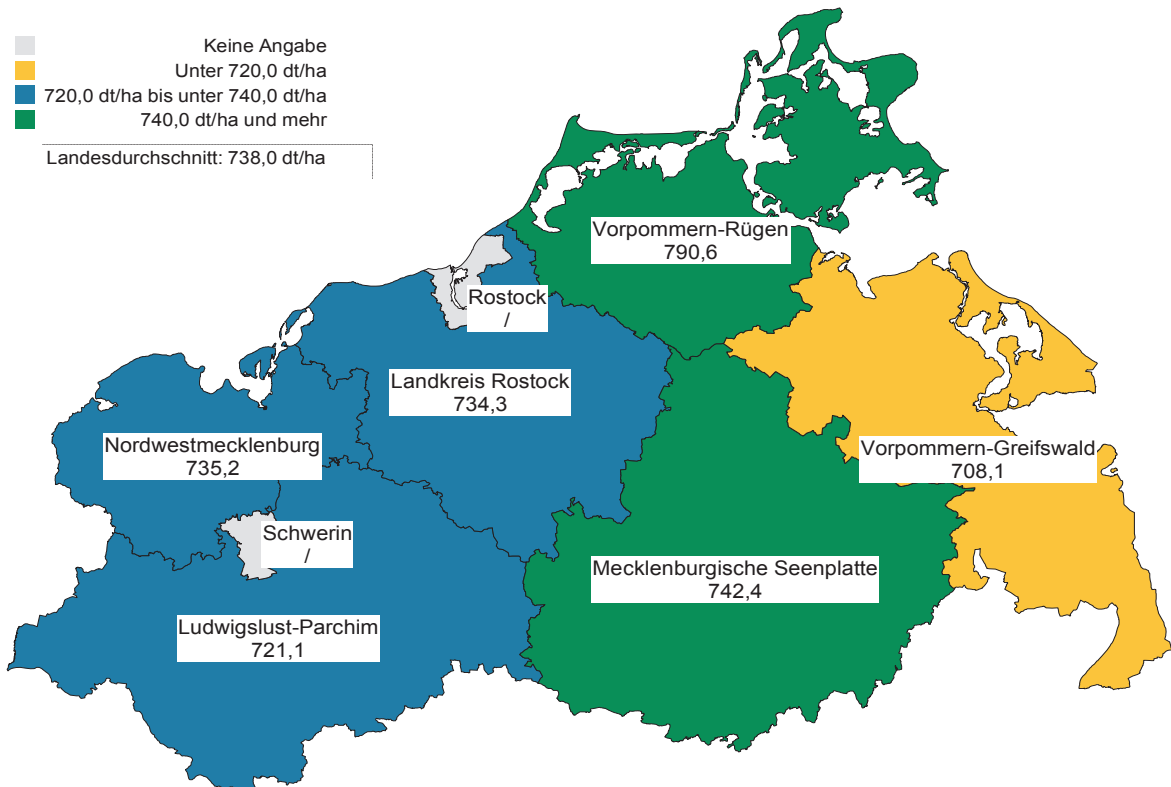 Keine Angabe
Unter 720,0 dt/ha
720,0 dt/ha bis unter 740,0 dt/ha
740,0 dt/ha und mehr
Landesdurchschnitt: 738,0 dt/ha
Vorpommern-Rügen
790,6
Rostock
/
Landkreis Rostock
734,3
Nordwestmecklenburg
735,2
Vorpommern-Greifswald
708,1
Schwerin
/
Mecklenburgische Seenplatte
742,4
Ludwigslust-Parchim
721,1